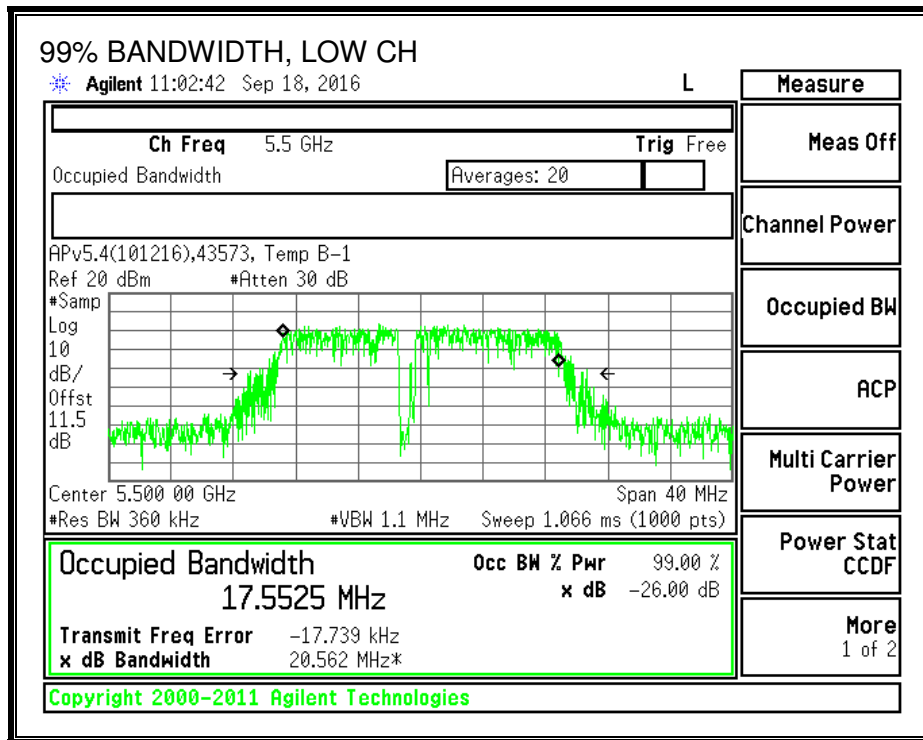 99% BANDWIDTH, LOW CH
Agilent 11:02:42 Sep 18, 2016 L
Measure
Ch Freq 5.5 GHz Trig Free
Meas Off
Occupied Bandwidth Averages: 20
Channel Power
APv5.4(101216),43573, Temp B-1
Ref 20 dBm #Atten 30 dB
#Samp
Log
10
dB/
Offst
11.5
dB
Occupied BW
ACP
Center 5.500 00 GHz Span 40 MHz
#Res BW 360 kHz #VBW 1.1 MHz Sweep 1.066 ms (1000 pts)
Multi Carrier
Power
Occupied Bandwidth
17.5525 MHz
Occ BW % Pwr 99.00 %
x dB -26.00 dB
Transmit Freq Error -17.739 kHz
x dB Bandwidth 20.562 MHz*
Power Stat
CCDF
More
1 of 2
Copyright 2000-2011 Agilent Technologies